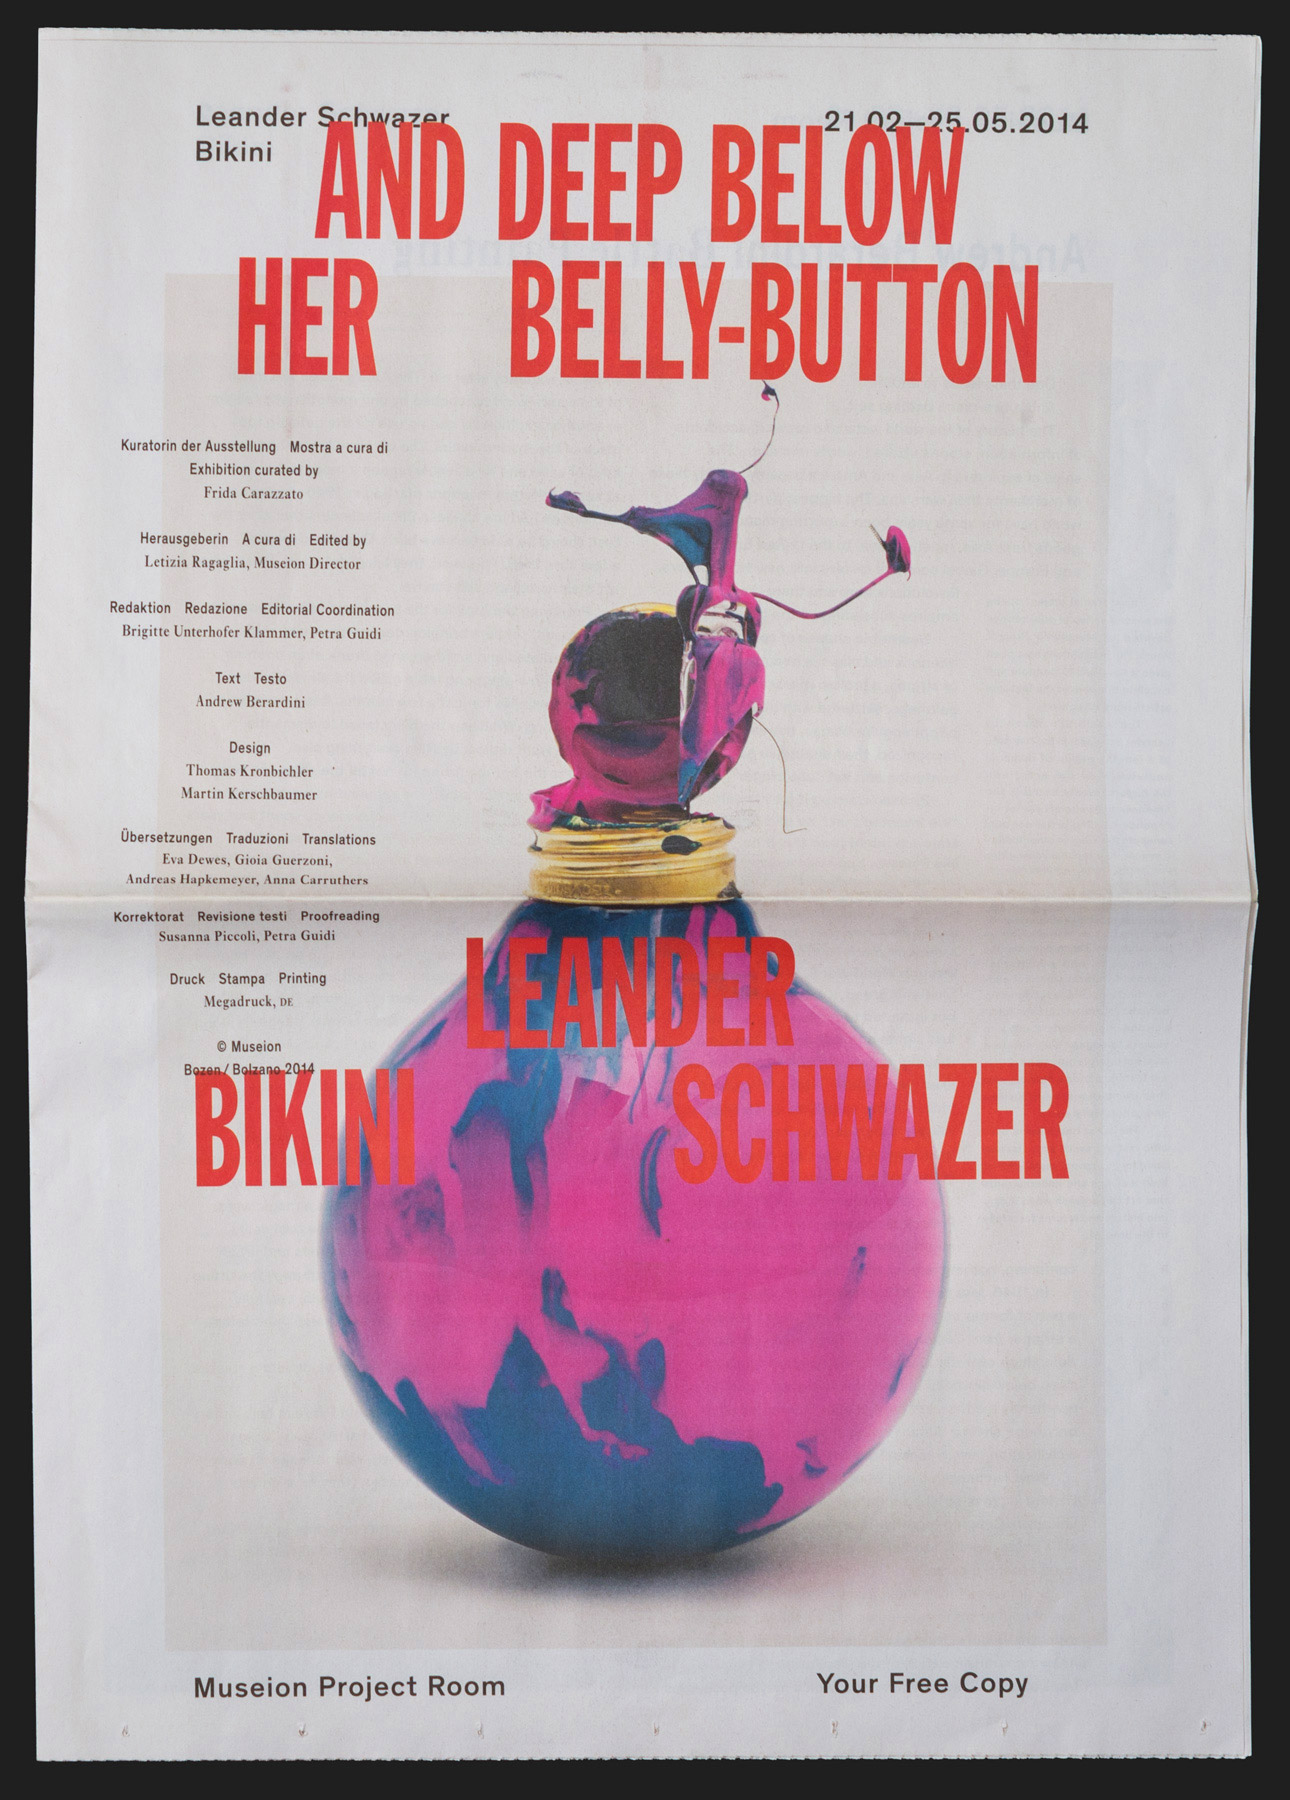 Leander Schwazer
Bikini
21.02—25.05.2014
AND DEEP BELOW
HER BELLY-BUTTON
Kuratorin der Ausstellung Mostra a cura di
Exhibition curated by
Frida Carazzato
Herausgeberin A cura di Edited by
Letizia Ragaglia, Museion Director
Redaktion Redazione Editorial Coordination
Brigitte Unterhofer Klammer, Petra Guidi
Text Testo
Andrew Berardini
Design
Thomas Kronbichler
Martin Kerschbaumer
Übersetzungen Traduzioni Translations
Eva Dewes, Gioia Guerzoni,
Andreas Hapkemeyer, Anna Carruthers
Korrektorat Revisione testi Proofreading
Susanna Piccoli, Petra Guidi
Druck Stampa Printing
Megadruck, DE
© Museion
Bozen / Bolzano 2014
LEANDER
BIKINI SCHWAZER
Museion Project Room
Your Free Copy